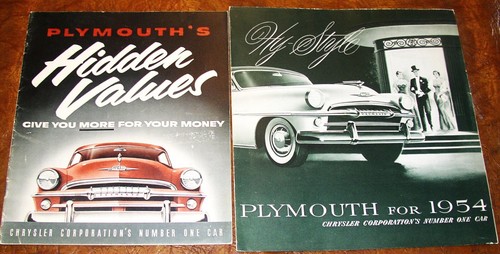 PLYMOUTH'S
Hidden
Values
GIVE YOU MORE FOR YOUR MONEY
CHRYSLER CORPORATION'S NUMBER ONE CAR
Hy-Style
PLYMOUTH FOR 1954
CHRYSLER CORPORATION'S NUMBER ONE CAR